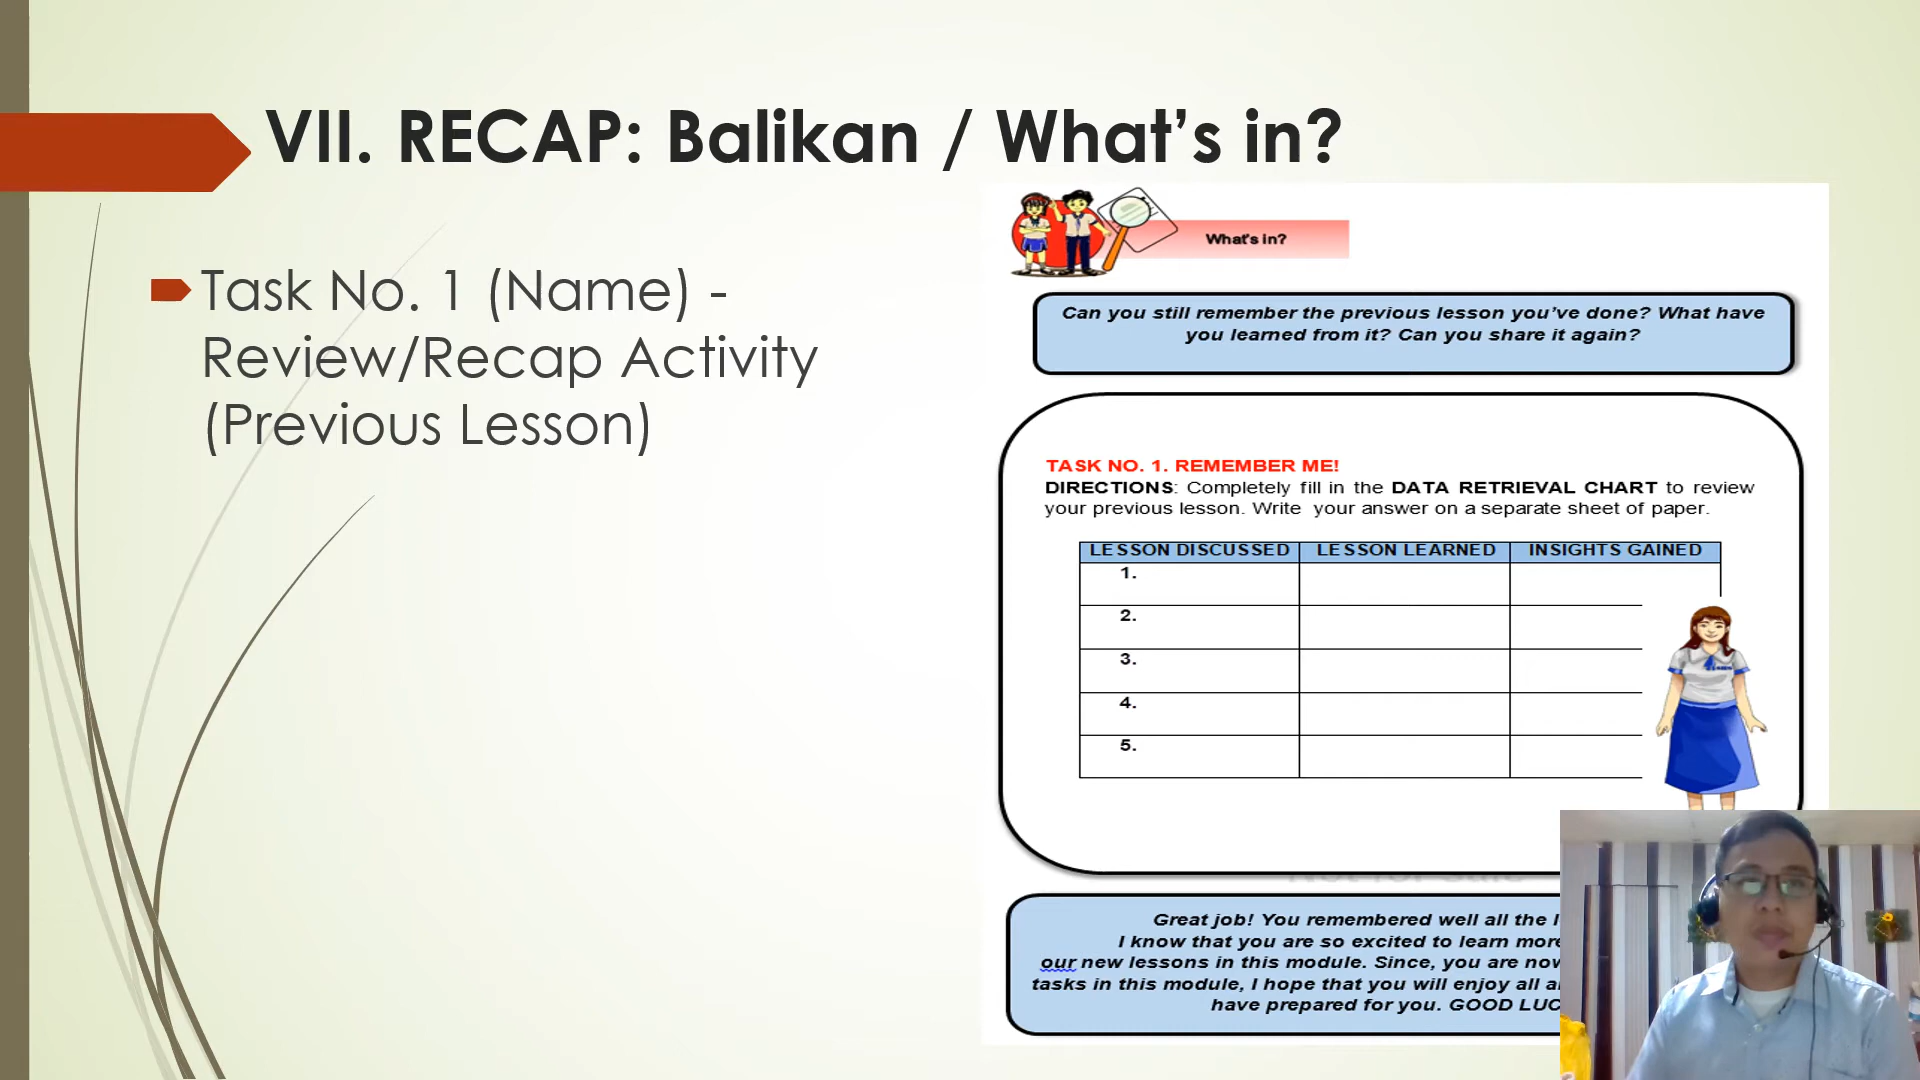 VII. RECAP: Balikan / What’s in?
Task No. 1 (Name) -
Review/Recap Activity
(Previous Lesson)
What's in?
Can you still remember the previous lesson you’ve done? What have
you learned from it? Can you share it again?
TASK NO. 1. REMEMBER ME!
DIRECTIONS: Completely fill in the DATA RETRIEVAL CHART to review
your previous lesson. Write your answer on a separate sheet of paper.
LESSON DISCUSSED LESSON LEARNED INSIGHTS GAINED
1.
2.
3.
4.
5.
Great job! You remembered well all the
I know that you are so excited to learn more
our new lessons in this module. Since, you are now
tasks in this module, I hope that you will enjoy all
have prepared for you. GOOD